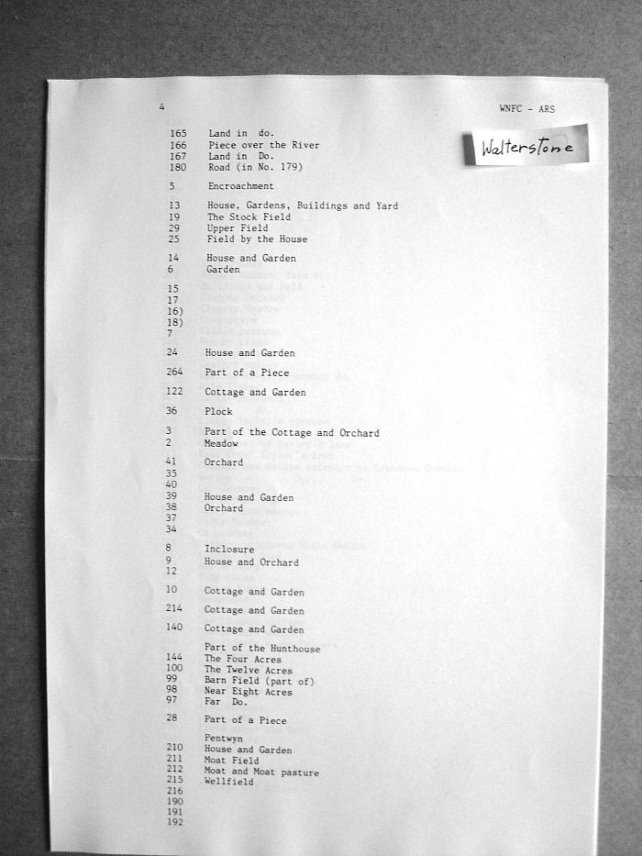 4 WNFC - ARS
Walterstone
165 Land in do.
166 Piece over the River
167 Land in Do.
180 Road (in No. 179)
5 Encroachment
13 House, Gardens, Buildings and Yard
19 The Stock Field
29 Upper Field
25 Field by the House
14 House and Garden
6 Garden
15
17
16)
18)
7
24 House and Garden
264 Part of a Piece
122 Cottage and Garden
36 Plock
3 Part of the Cottage and Orchard
2 Meadow
41 Orchard
35
40
39 House and Garden
38 Orchard
37
34
8 Inclosure
9 House and Orchard
12
10 Cottage and Garden
214 Cottage and Garden
140 Cottage and Garden
Part of the Hunthouse
144 The Four Acres
100 The Twelve Acres
99 Barn Field (part of)
98 Near Eight Acres
97 Far Do.
28 Part of a Piece
Pentwyn
210 House and Garden
211 Moat Field
212 Moat and Moat pasture
215 Wellfield
216
190
191
192